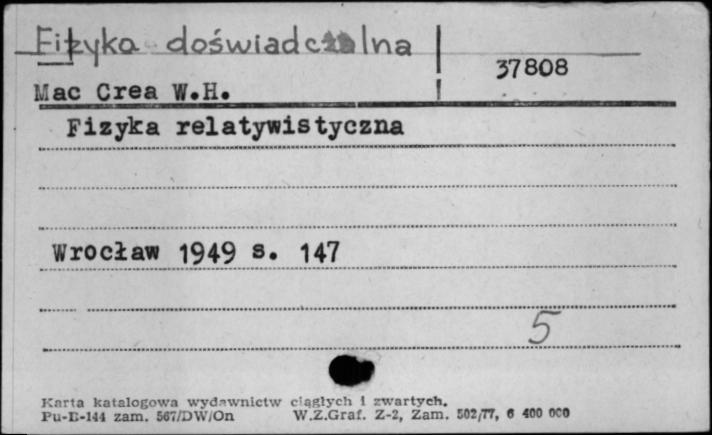 Fizyka doświadczalna
37808
Mac Crea W.H.
Fizyka relatywistyczna
Wrocław 1949 s. 147
5
Karta katalogowa wydawnictw ciągłych i zwartych.
Pu-B-144 zam. 567/DW/On W.Z.Graf. Z-2, Zam. 502/77, 6 400 000